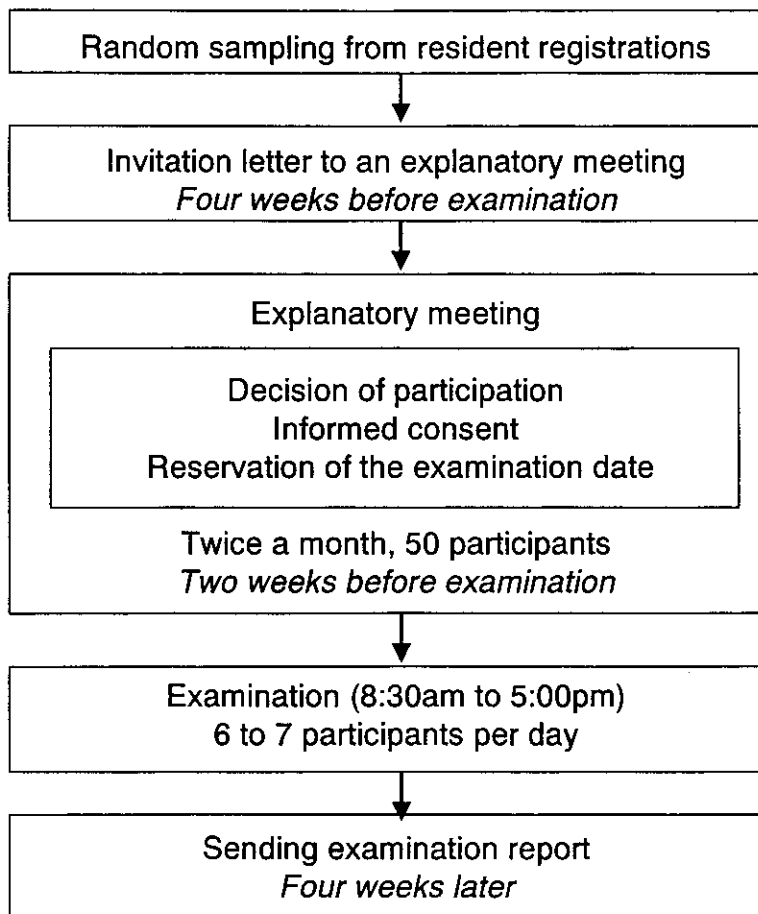 Random sampling from resident registrations
Invitation letter to an explanatory meeting
Four weeks before examination
Explanatory meeting
Decision of participation
Informed consent
Reservation of the examination date
Twice a month, 50 participants
Two weeks before examination
Examination (8:30am to 5:00pm)
6 to 7 participants per day
Sending examination report
Four weeks later